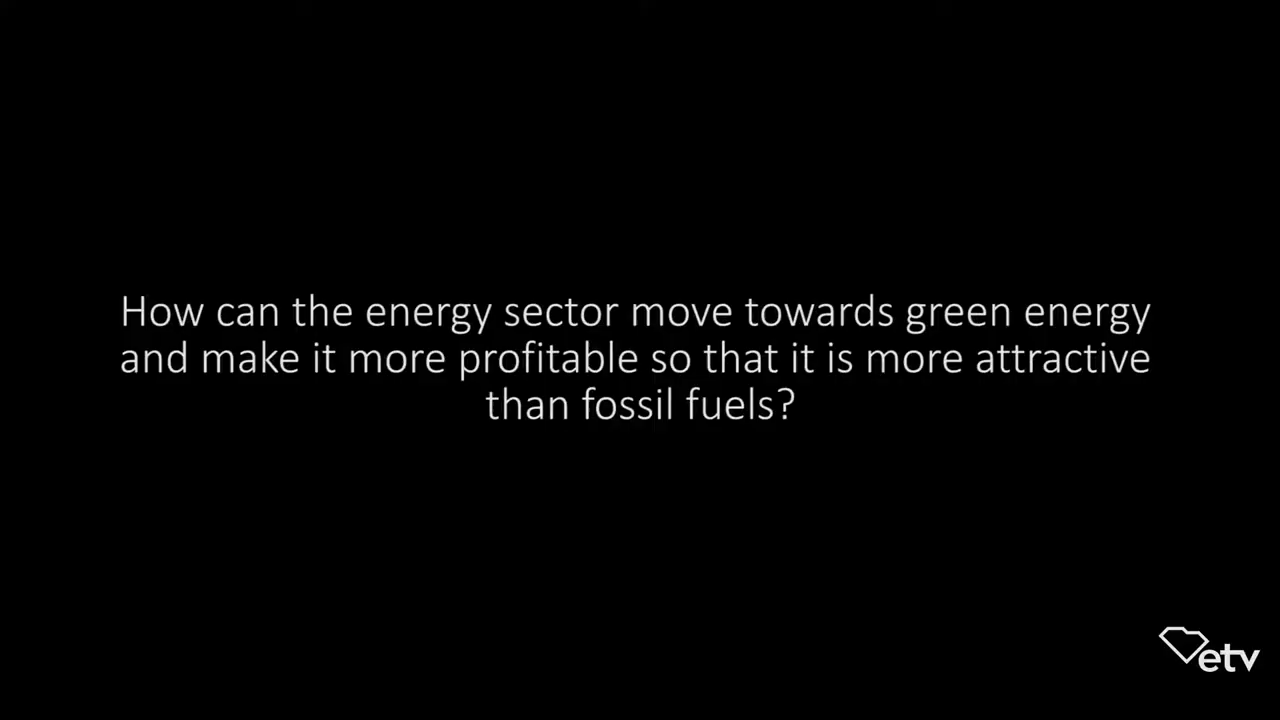 How can the energy sector move towards green energy
and make it more profitable so that it is more attractive
than fossil fuels?
etv